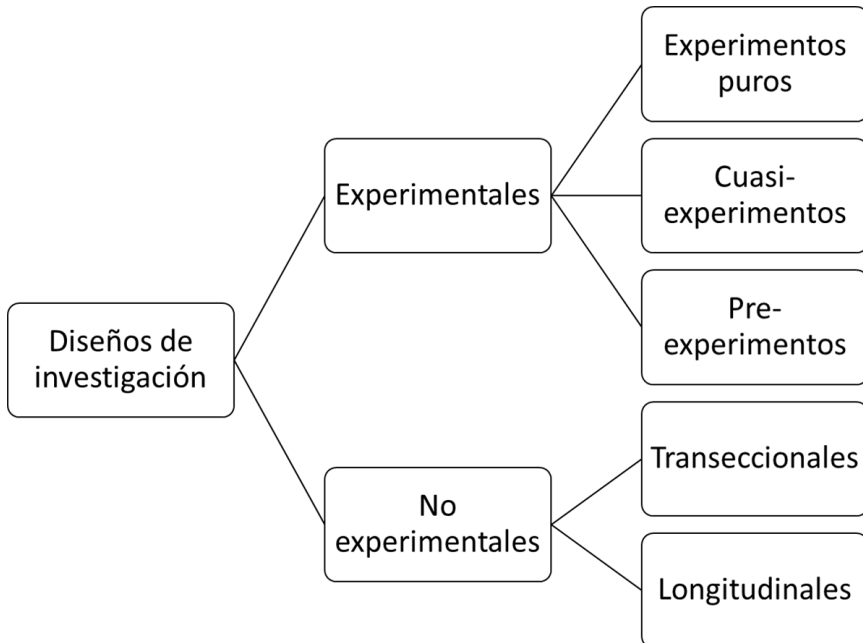 Diseños de
investigación
Experimentales
Experimentos
puros
Cuasi-
experimentos
Pre-
experimentos
No
experimentales
Transeccionales
Longitudinales